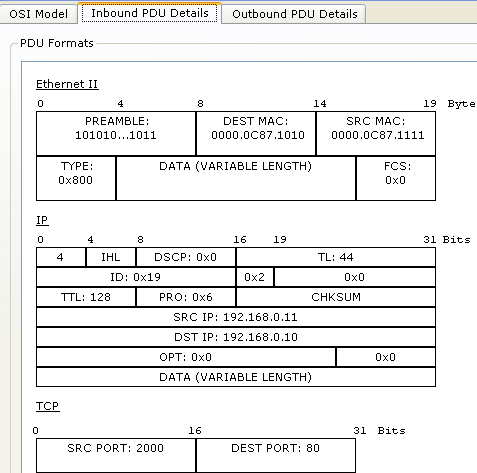 OSI Model Inbound PDU Details Outbound PDU Details
PDU Formats
Ethernet II
0 4 8 14 19 Byte
PREAMBLE: DEST MAC: SRC MAC:
101010...1011 0000.0C87.1010 0000.0C87.1111
TYPE: DATA (VARIABLE LENGTH) FCS:
0x800 0x0
IP
0 4 8 16 19 31 Bits
4 IHL DSCP: 0x0 TL: 44
ID: 0x19 0x2 0x0
TTL: 128 PRO: 0x6 CHKSUM
SRC IP: 192.168.0.11
DST IP: 192.168.0.10
OPT: 0x0 0x0
DATA (VARIABLE LENGTH)
TCP
0 16 31 Bits
SRC PORT: 2000 DEST PORT: 80